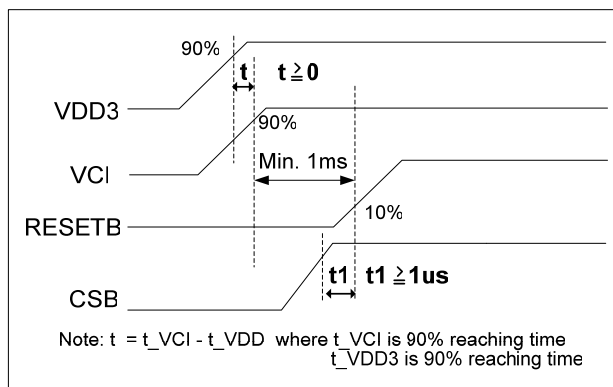 90%
t t≧0
VDD3
90%
VCI
Min. 1ms
RESETB
10%
t1 t1≧1us
CSB
Note: t = t_VCI - t_VDD where t_VCI is 90% reaching time
t_VDD3 is 90% reaching time